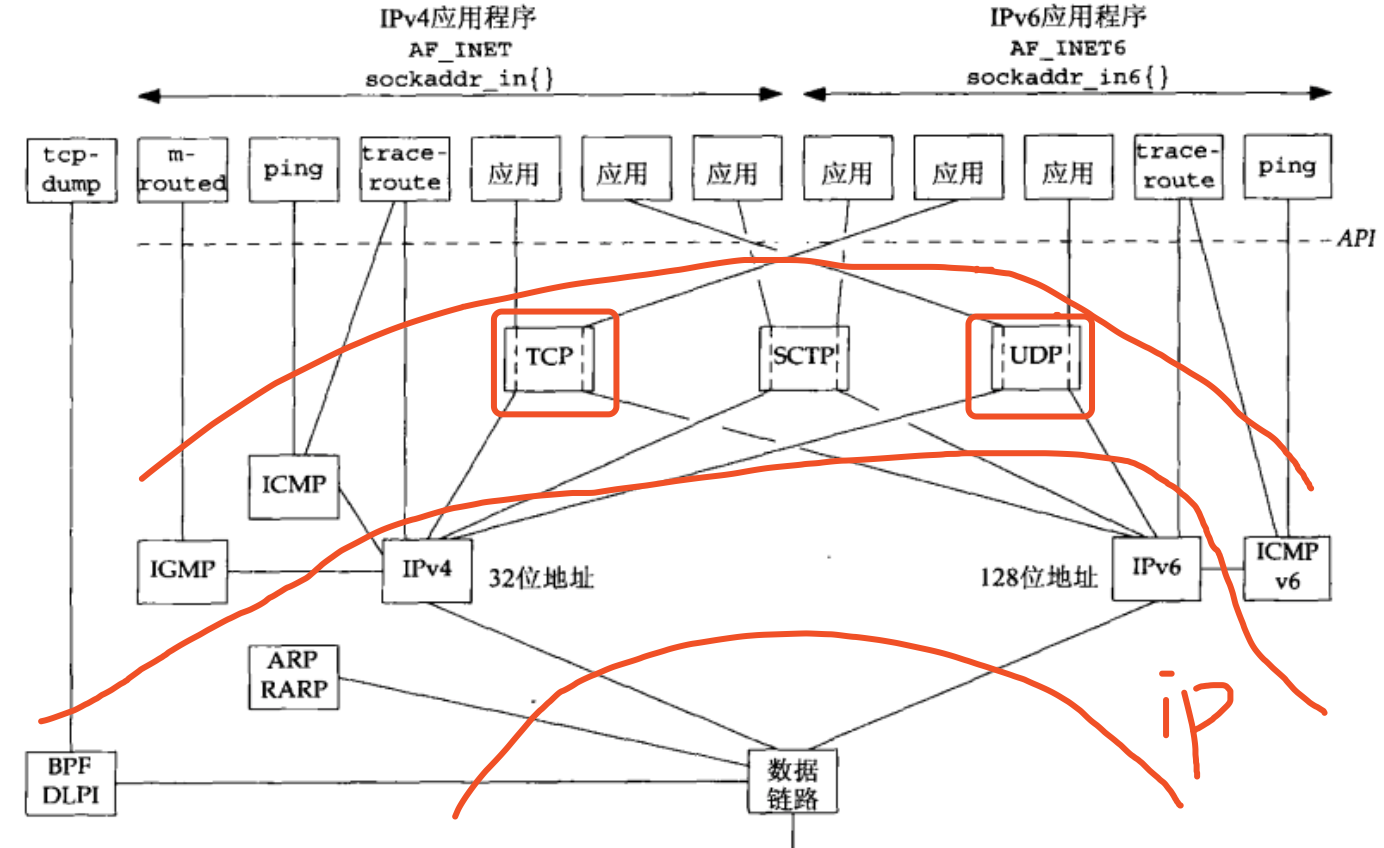 IPv4应用程序
AF_INET
sockaddr_in{}
IPv6应用程序
AF_INET6
sockaddr_in6{}
tcp-
dump
m-
routed
ping
trace-
route
应用
应用
应用
应用
应用
应用
trace-
route
ping
API
TCP
SCTP
UDP
ICMP
IGMP
IPv4
32位地址
128位地址
IPv6
ICMP
v6
ARP
RARP
ip
BPF
DLPI
数据
链路